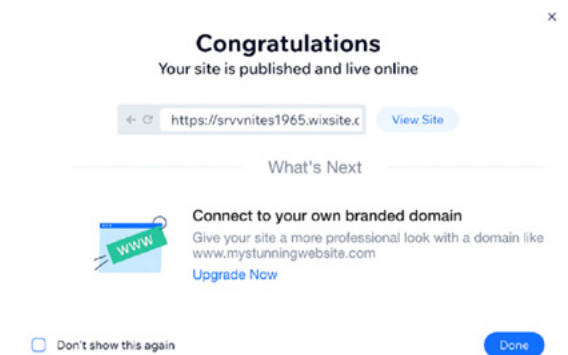 Congratulations
Your site is published and live online
https://srvvnites1965.wixsite.c
View Site
What's Next
WWW
Connect to your own branded domain
Give your site a more professional look with a domain like
www.mystunningwebsite.com
Upgrade Now
Don't show this again
Done